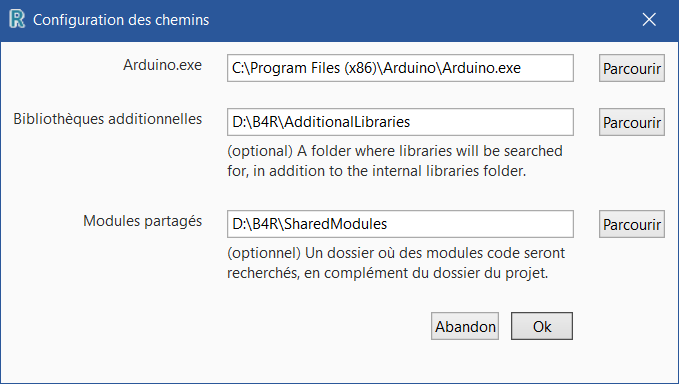 R Configuration des chemins
Arduino.exe C:\Program Files (x86)\Arduino\Arduino.exe Parcourir
Bibliothèques additionnelles D:\B4R\AdditionalLibraries Parcourir
(optional) A folder where libraries will be searched
for, in addition to the internal libraries folder.
Modules partagés D:\B4R\SharedModules Parcourir
(optionnel) Un dossier où des modules code seront
recherchés, en complément du dossier du projet.
Abandon Ok